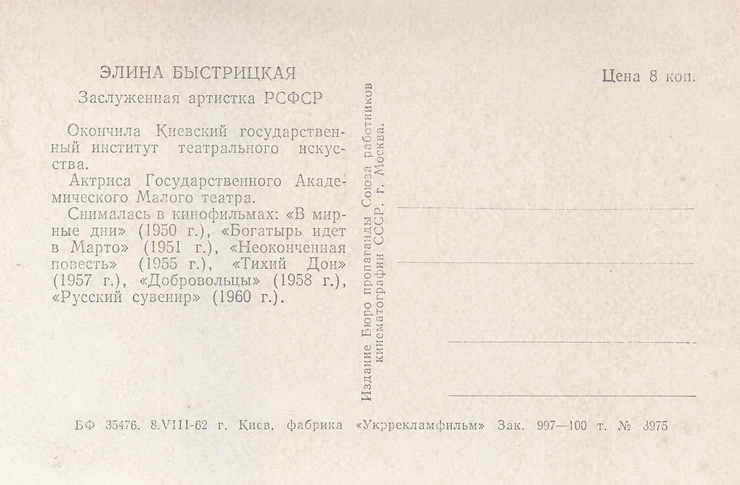 ЭЛИНА БЫСТРИЦКАЯ
Заслуженная артистка РСФСР
Окончила Киевский государствен-
ный институт театрального искус-
ства.
Актриса Государственного Акаде-
мического Малого театра.
Снималась в кинофильмах: «В мир-
ные дни» (1950 г.), «Богатырь идет
в Марто» (1951 г.), «Неоконченная
повесть» (1955 г.), «Тихий Дон»
(1957 г.), «Добровольцы» (1958 г.),
«Русский сувенир» (1960 г.).
Издание Бюро пропаганды Союза работников
кинематографии СССР, г. Москва.
Цена 8 коп.
БФ 35476. 8.VIII-62 г. Киев, фабрика «Укррекламфильм» Зак. 997—100 т. № 3975